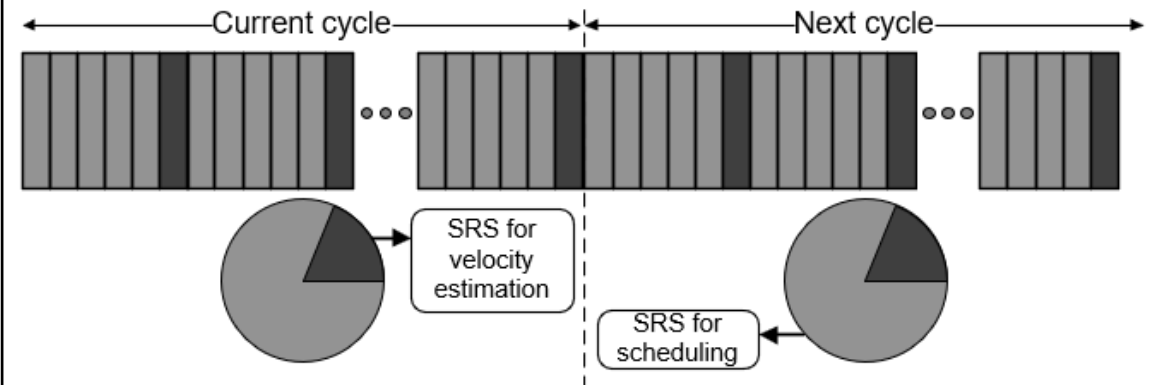 Current cycle
Next cycle
SRS for
velocity
estimation
SRS for
scheduling